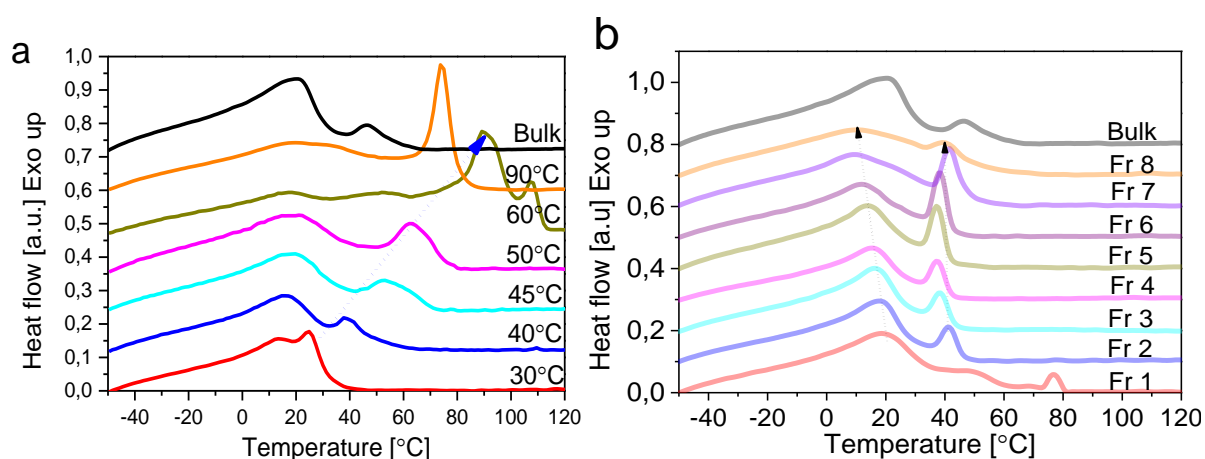 a
Heat flow [a.u.] Exo up
1,0
0,9
0,8
0,7
0,6
0,5
0,4
0,3
0,2
0,1
0,0
Bulk
90°C
60°C
50°C
45°C
40°C
30°C
-40 -20 0 20 40 60 80 100 120
Temperature [°C]
b
Heat flow [a.u] Exo up
1,0
0,8
0,6
0,4
0,2
0,0
Bulk
Fr 8
Fr 7
Fr 6
Fr 5
Fr 4
Fr 3
Fr 2
Fr 1
-40 -20 0 20 40 60 80 100 120
Temperature [°C]